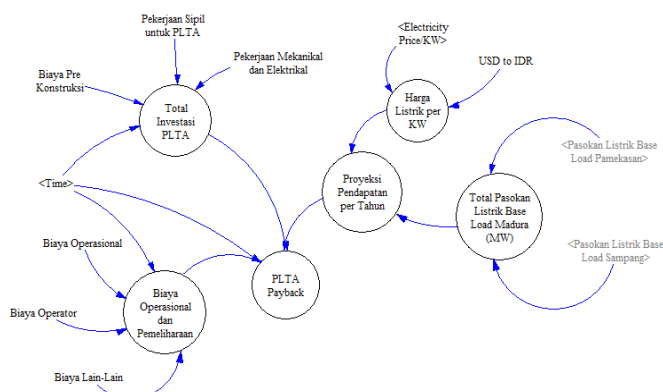 Pekerjaan Sipil
untuk PLTA
<Electricity
Price/KW>
Pekerjaan Mekanikal
dan Elektrikal
USD to IDR
Biaya Pre
Konstruksi
Harga
Listrik per
KW
Total
Investasi
PLTA
<Pasokan Listrik Base
Load Pamekasan>
<Time>
Proyeksi
Pendapatan
per Tahun
Total Pasokan
Listrik Base
Load Madura
(MW)
Biaya Operasional
<Pasokan Listrik Base
Load Sampang>
PLTA
Payback
Biaya
Operasional
dan
Pemeliharaan
Biaya Operator
Biaya Lain-Lain